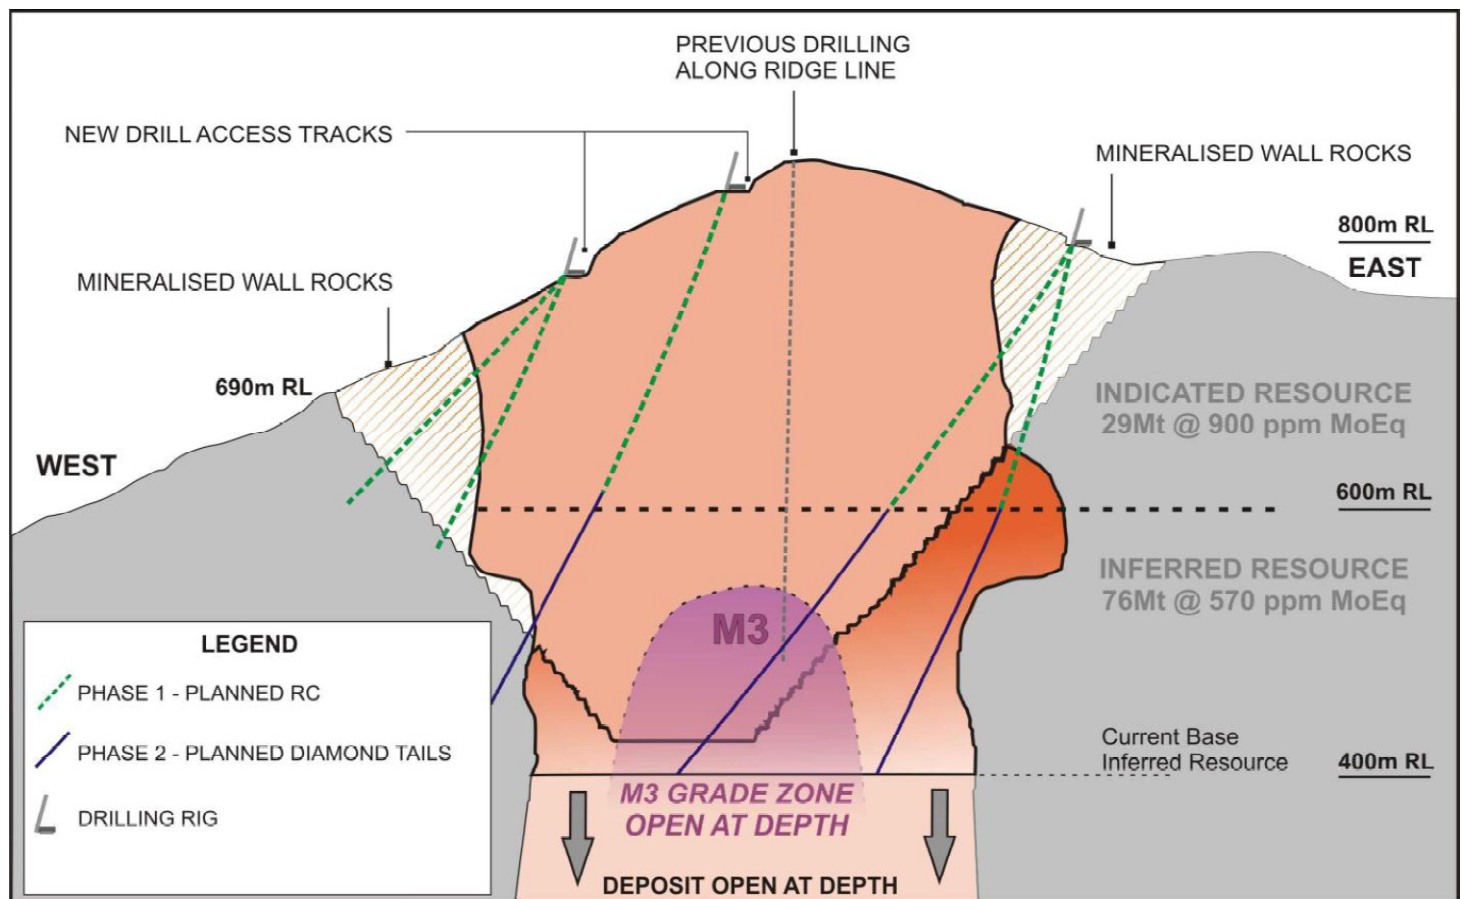 PREVIOUS DRILLING
ALONG RIDGE LINE
NEW DRILL ACCESS TRACKS
MINERALISED WALL ROCKS
800m RL
EAST
MINERALISED WALL ROCKS
690m RL
INDICATED RESOURCE
29Mt @ 900 ppm MoEq
WEST
600m RL
INFERRED RESOURCE
76Mt @ 570 ppm MoEq
M3
LEGEND
PHASE 1 - PLANNED RC
PHASE 2 - PLANNED DIAMOND TAILS
DRILLING RIG
Current Base
Inferred Resource
400m RL
M3 GRADE ZONE
OPEN AT DEPTH
DEPOSIT OPEN AT DEPTH